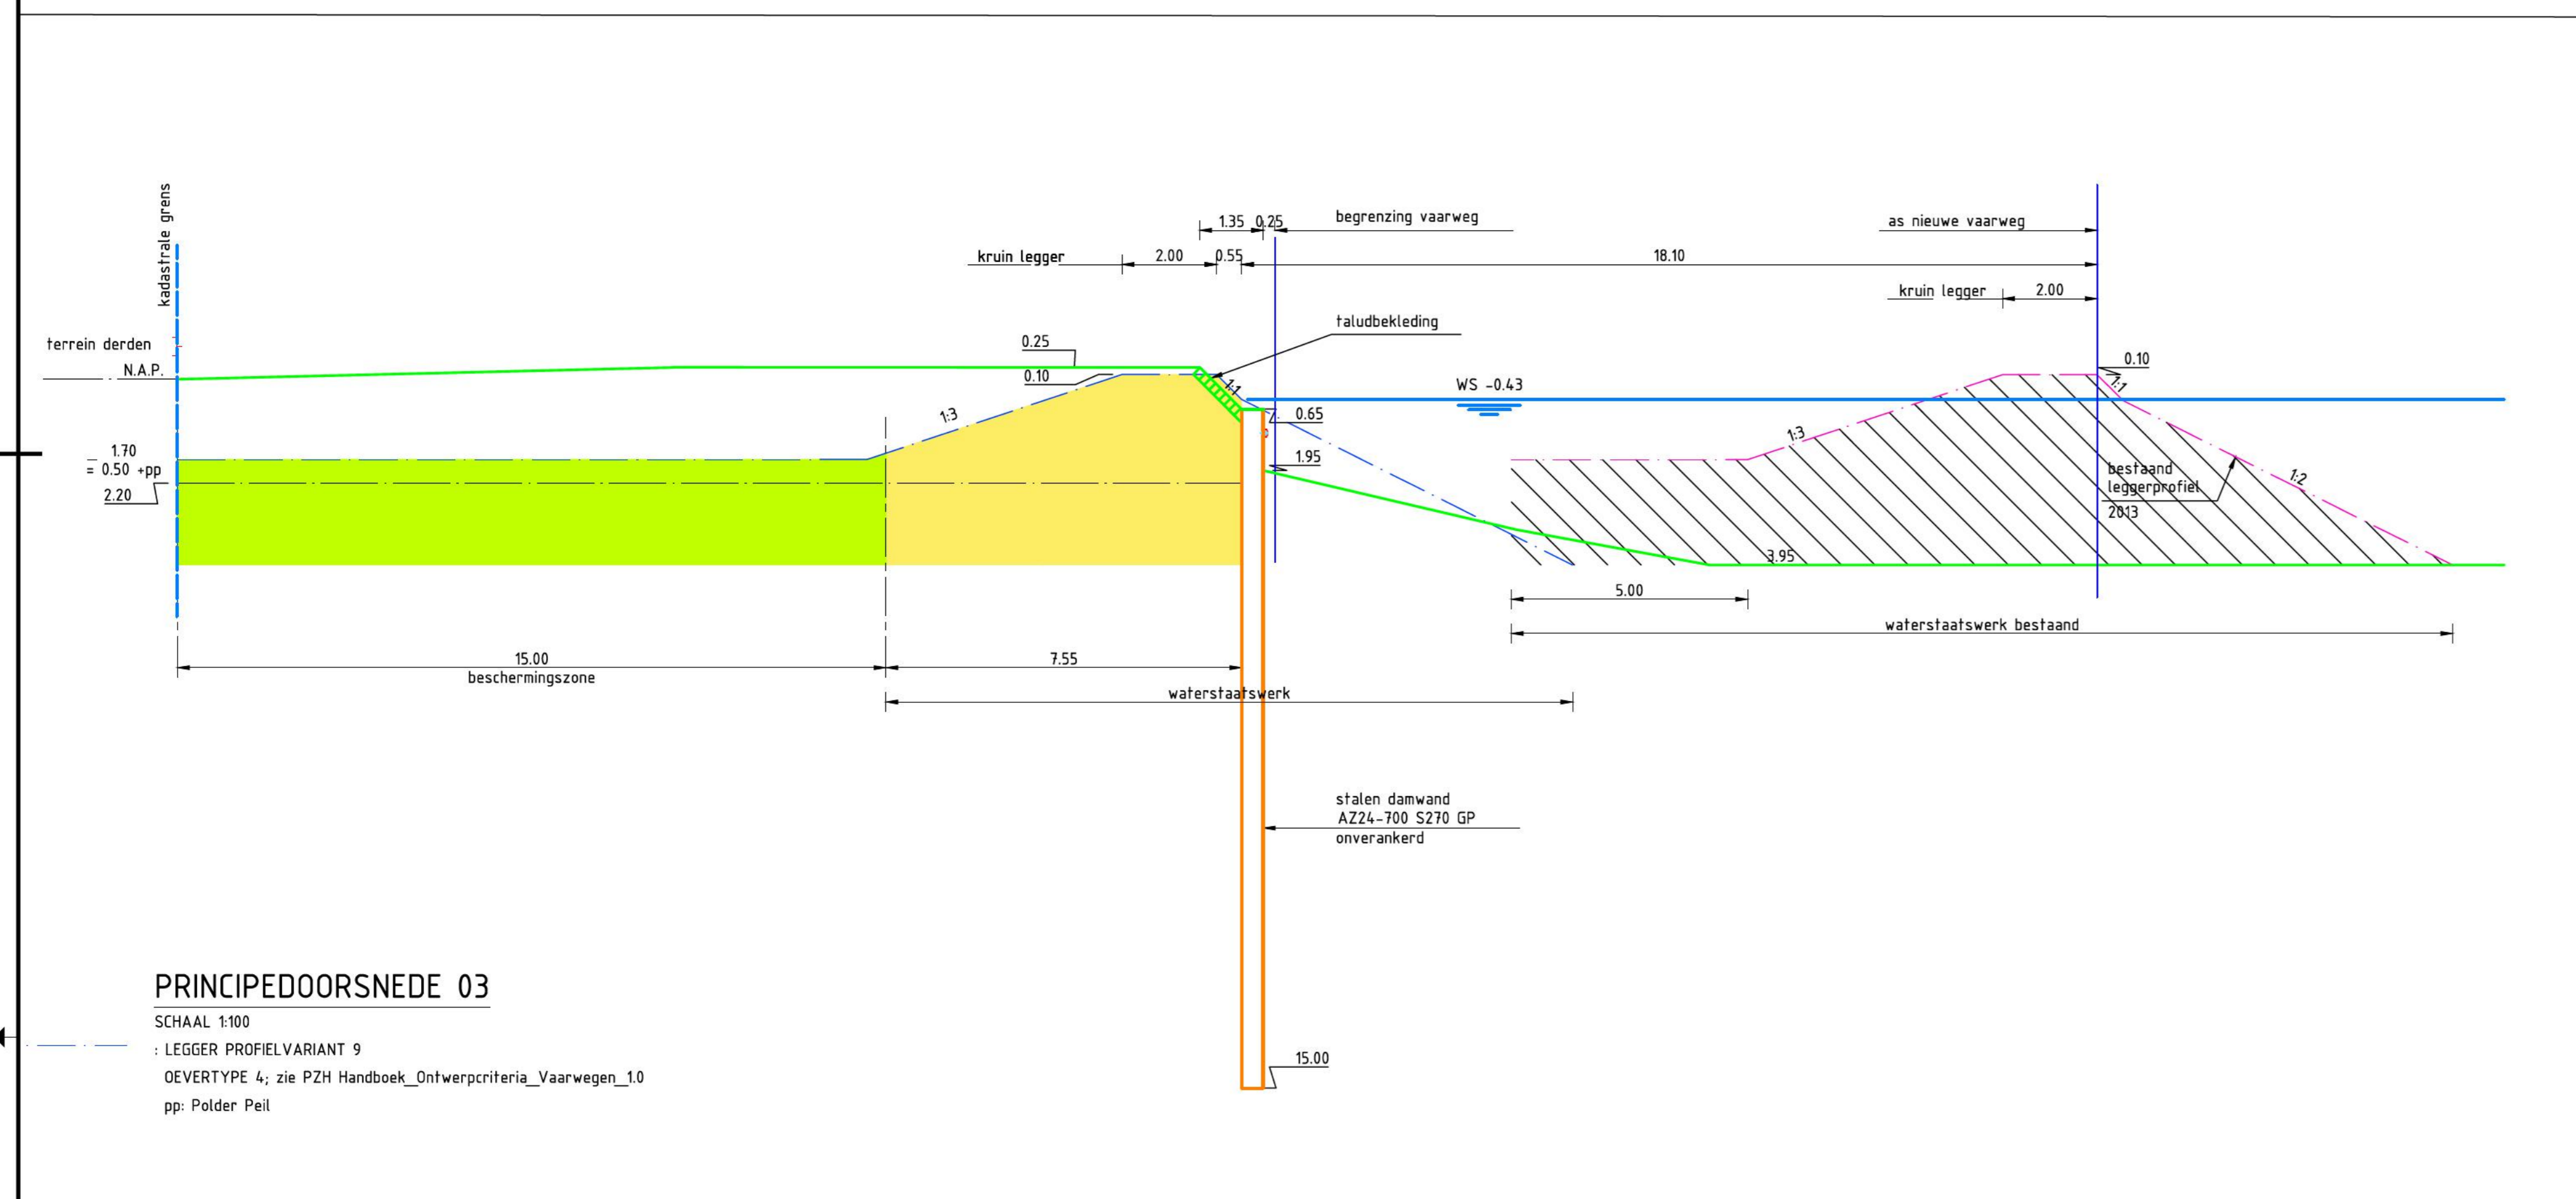 kadastrale grens
1.35 0.25
begrenzing vaarweg
as nieuwe vaarweg
kruin legger
2.00
0.55
18.10
kruin legger
2.00
taludbekleding
terrein derden
0.25
N.A.P.
0.10
1:1
WS -0.43
0.10
1:1
1:3
0.65
1:3
1.70
= 0.50 +pp
2.20
1.95
bestaand
leggerprofiel
2013
1:2
3.95
5.00
waterstaatswerk bestaand
15.00
beschermingszone
7.55
waterstaatswerk
stalen damwand
AZ24-700 S270 GP
onverankerd
15.00
PRINCIPEDOORSNEDE 03
SCHAAL 1:100
: LEGGER PROFIELVARIANT 9
OEVERTYPE 4; zie PZH Handboek_Ontwerpcriteria_Vaarwegen_1.0
pp: Polder Peil